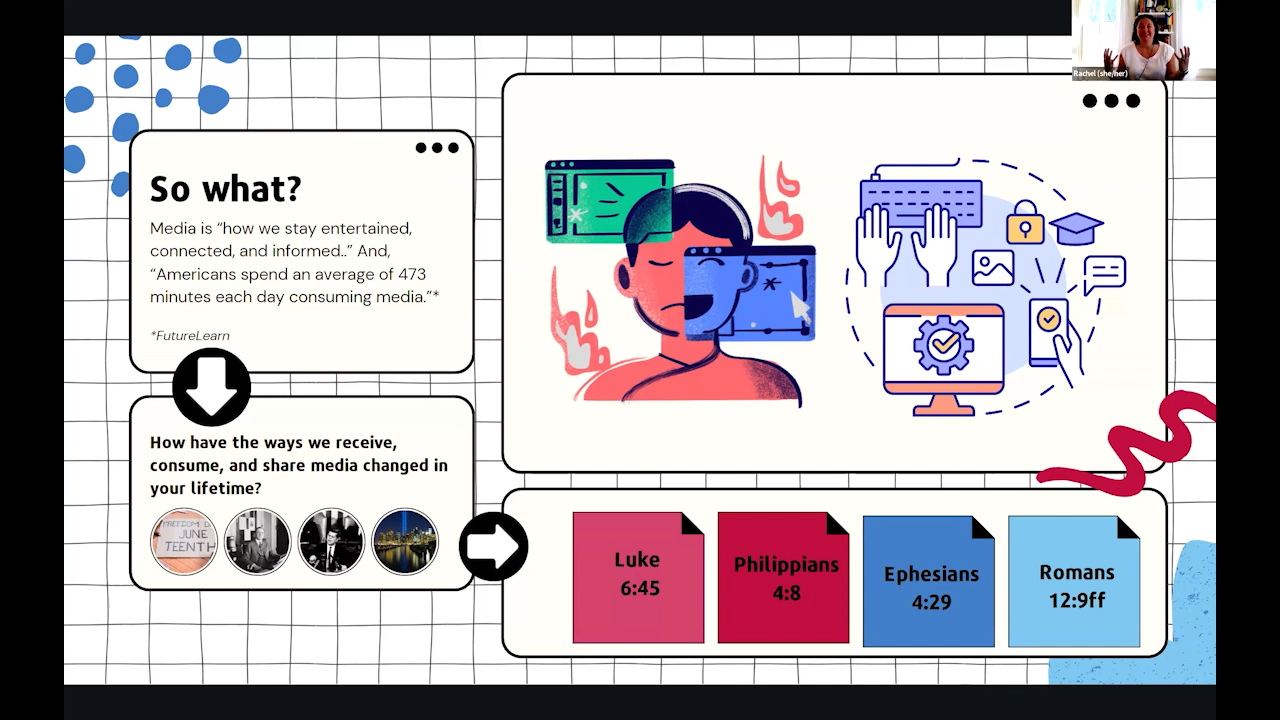 Rachel (she/her)
So what?
Media is “how we stay entertained,
connected, and informed..” And,
“Americans spend an average of 473
minutes each day consuming media.”*
*FutureLearn
How have the ways we receive,
consume, and share media changed in
your lifetime?
JUNE
TEENTH
Luke
6:45
Philippians
4:8
Ephesians
4:29
Romans
12:9ff